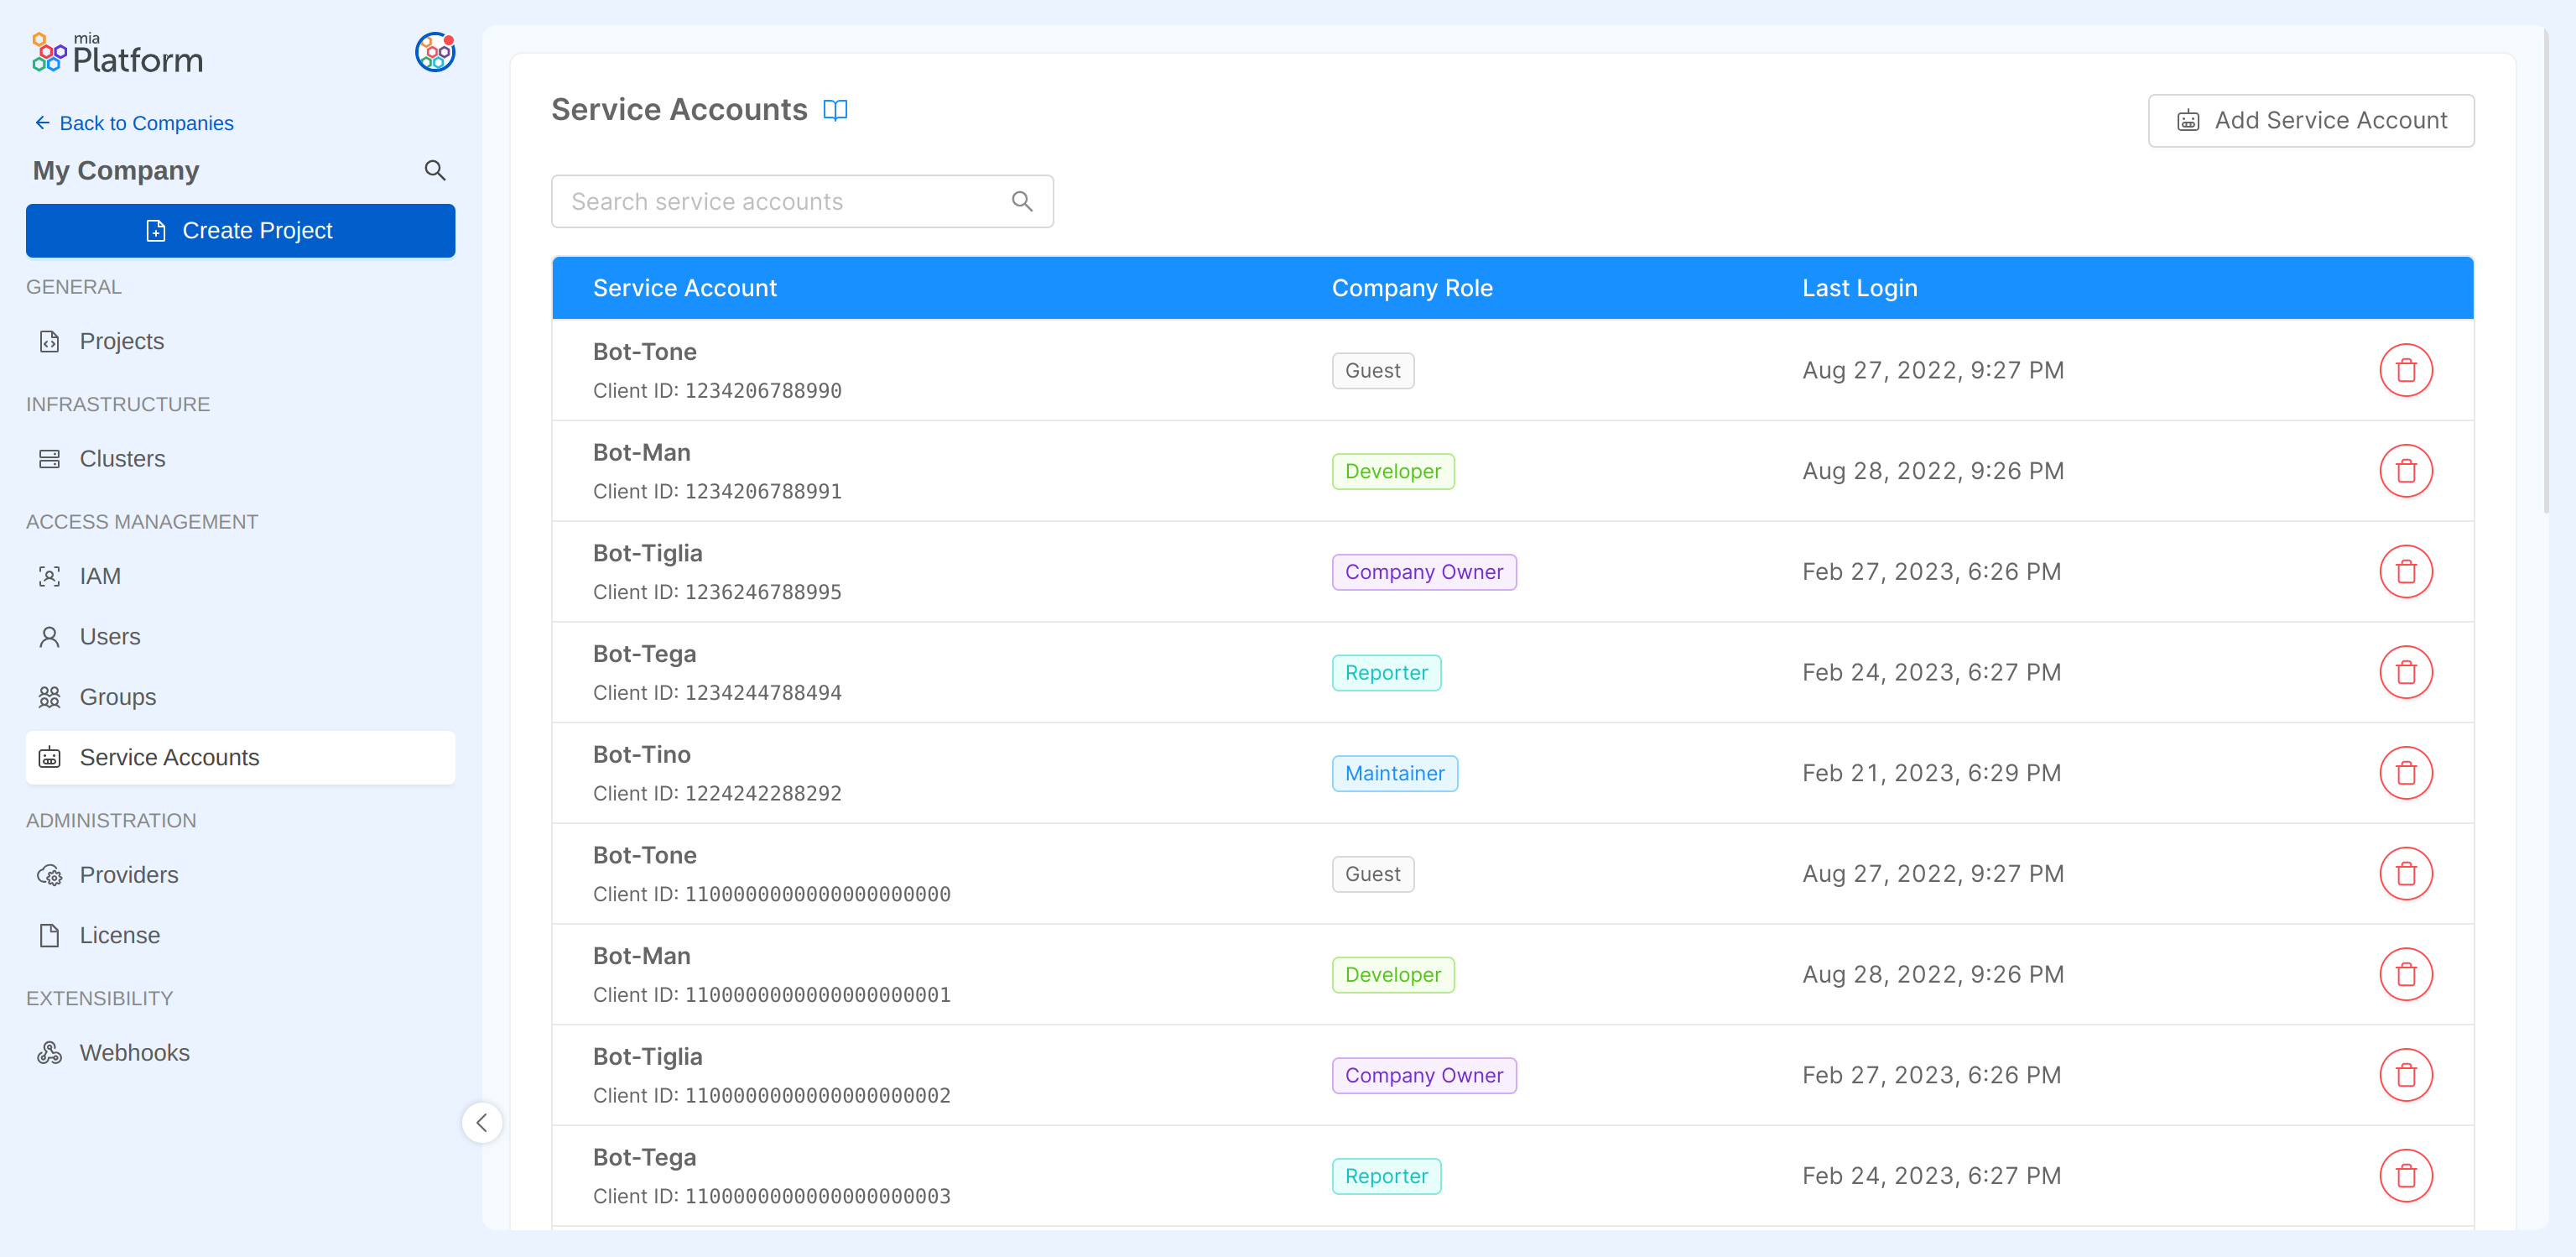 mia
Platform
Back to Companies
My Company
Create Project
GENERAL
Projects
INFRASTRUCTURE
Clusters
ACCESS MANAGEMENT
IAM
Users
Groups
Service Accounts
ADMINISTRATION
Providers
License
EXTENSIBILITY
Webhooks
Service Accounts
Add Service Account
Search service accounts
Service Account Company Role Last Login
Bot-Tone
Client ID: 1234206788990
Guest
Aug 27, 2022, 9:27 PM
Bot-Man
Client ID: 1234206788991
Developer
Aug 28, 2022, 9:26 PM
Bot-Tiglia
Client ID: 1236246788995
Company Owner
Feb 27, 2023, 6:26 PM
Bot-Tega
Client ID: 1234244788494
Reporter
Feb 24, 2023, 6:27 PM
Bot-Tino
Client ID: 1224242288292
Maintainer
Feb 21, 2023, 6:29 PM
Bot-Tone
Client ID: 1100000000000000000000
Guest
Aug 27, 2022, 9:27 PM
Bot-Man
Client ID: 1100000000000000000001
Developer
Aug 28, 2022, 9:26 PM
Bot-Tiglia
Client ID: 1100000000000000000002
Company Owner
Feb 27, 2023, 6:26 PM
Bot-Tega
Client ID: 1100000000000000000003
Reporter
Feb 24, 2023, 6:27 PM